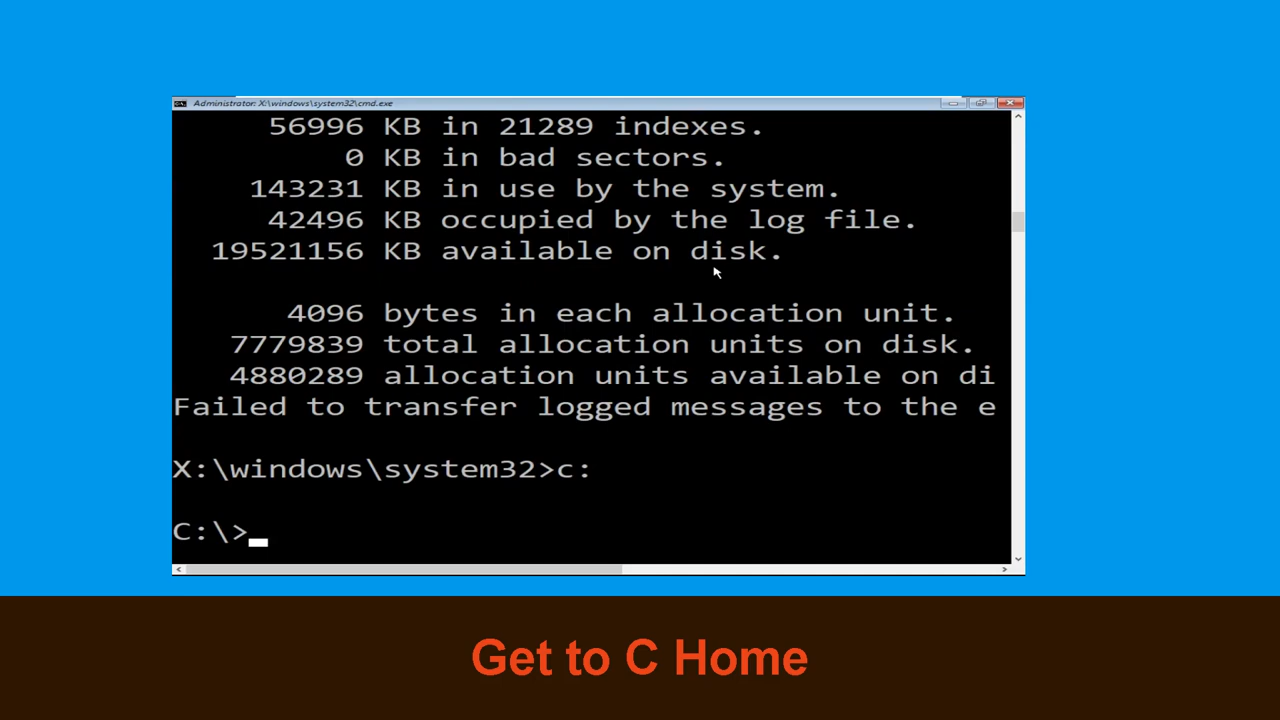 Administrator: X:\windows\system32\cmd.exe
56996 KB in 21289 indexes.
0 KB in bad sectors.
143231 KB in use by the system.
42496 KB occupied by the log file.
19521156 KB available on disk.
4096 bytes in each allocation unit.
7779839 total allocation units on disk.
4880289 allocation units available on di
Failed to transfer logged messages to the e
X:\windows\system32>c:
C:\>
Get to C Home